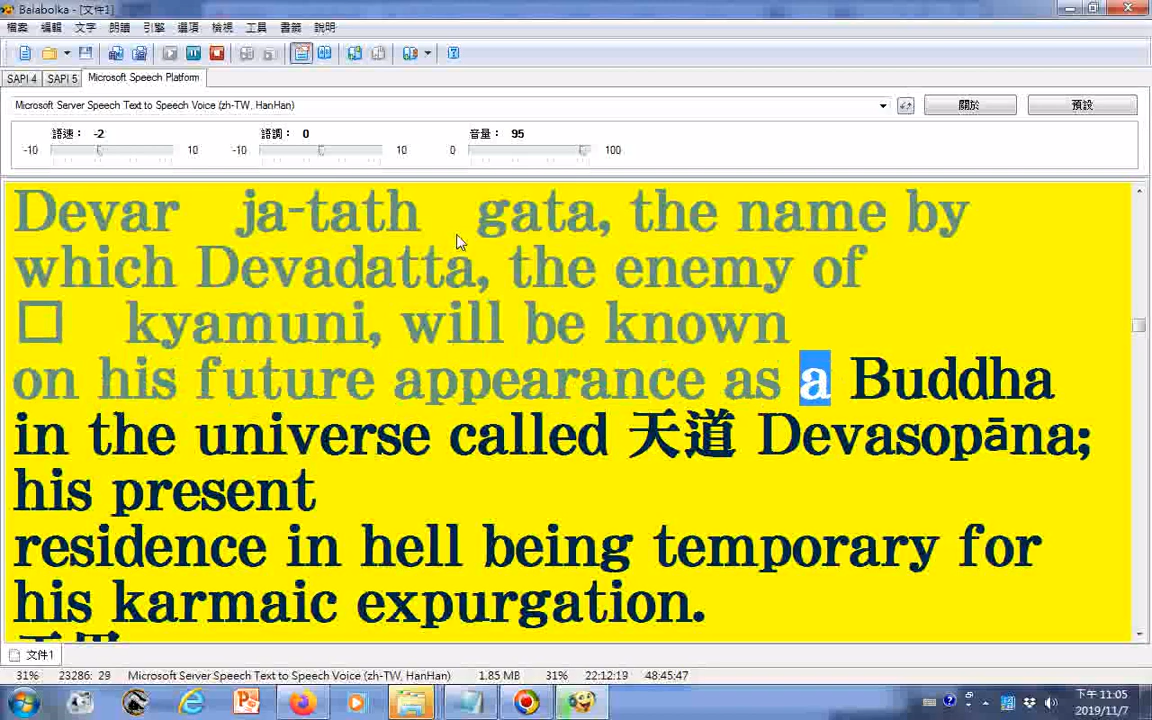 Balabolka - [文件1]
檔案 編輯 文字 朗讀 引擎 選項 檢視 工具 書籤 說明
SAPI 4 SAPI 5 Microsoft Speech Platform
Microsoft Server Speech Text to Speech Voice (zh-TW, HanHan) 關於 預設
語速： -2 語調： 0 音量： 95
-10 10 -10 10 0 100
Devar ja-tath gata, the name by
which Devadatta, the enemy of
□ kyamuni, will be known
on his future appearance as a Buddha
in the universe called 天道 Devasopāna;
his present
residence in hell being temporary for
his karmaic expurgation.
文件1
31% 23286: 29 Microsoft Server Speech Text to Speech Voice (zh-TW, HanHan) 1.85 MB 31% 22:12:19 48:45:47
下午 11:05
2019/11/7